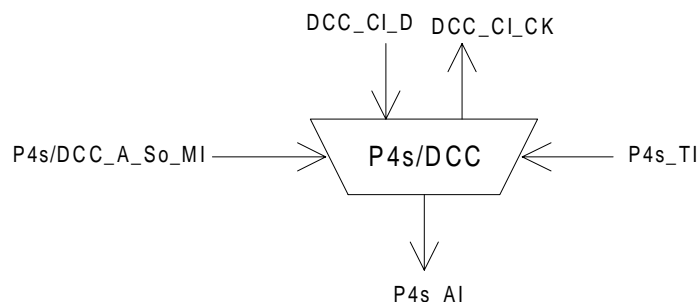 DCC_CI_D DCC_CI_CK
P4s/DCC_A_So_MI P4s/DCC P4s_TI
P4s_AI